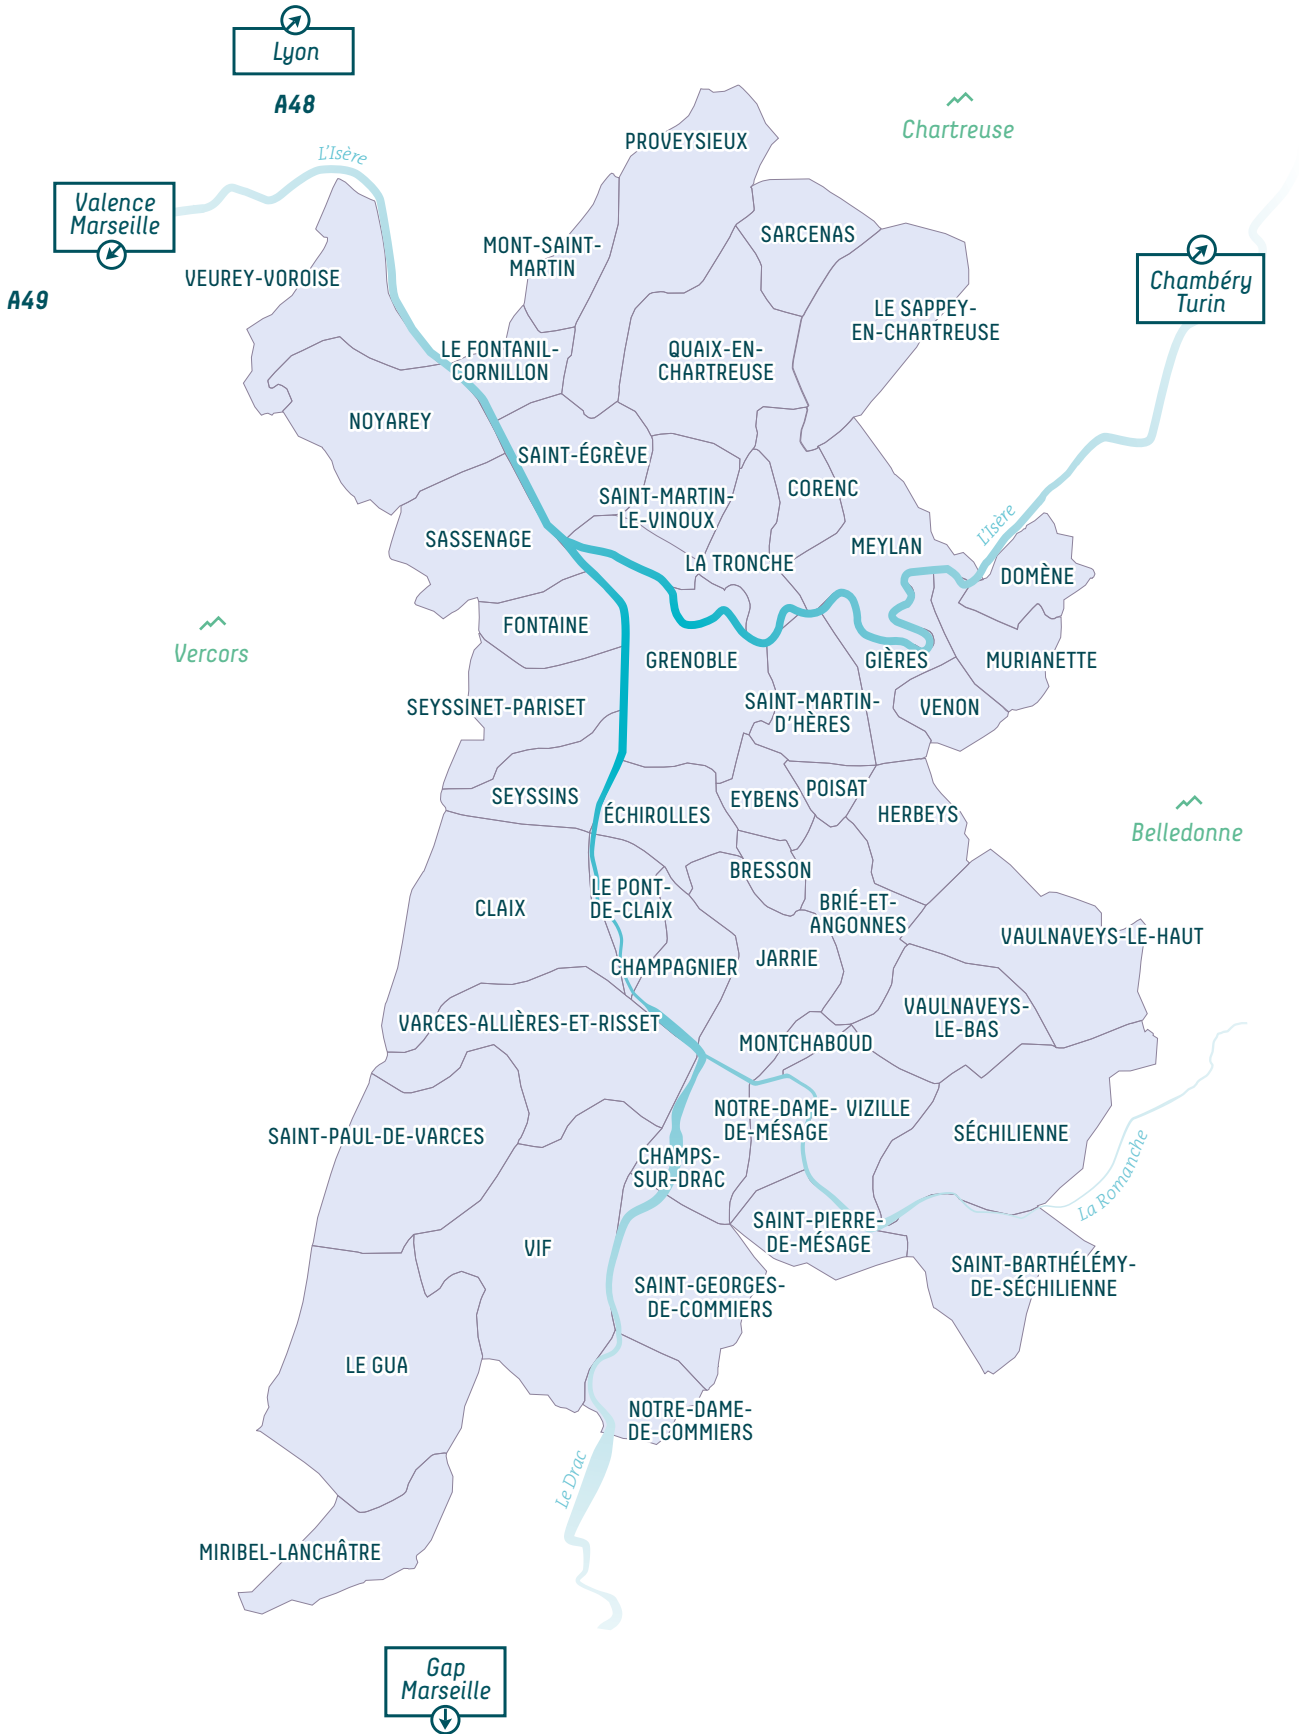 Lyon
A48
Chartreuse
PROVEYSIEUX
L'Isère
Valence
Marseille
SARCENAS
MONT-SAINT-
MARTIN
VEUREY-VOROISE
A49
Chambéry
Turin
LE SAPPEY-
EN-CHARTREUSE
LE FONTANIL-
CORNILLON
QUAIX-EN-
CHARTREUSE
NOYAREY
SAINT-ÉGRÈVE
SAINT-MARTIN-
LE-VINOUX
CORENC
SASSENAGE
LA TRONCHE
MEYLAN
L'Isère
DOMÈNE
Vercors
FONTAINE
GRENOBLE
GIÈRES
MURIANETTE
SEYSSINET-PARISET
SAINT-MARTIN-
D'HÈRES
VENON
SEYSSINS
ÉCHIROLLES
EYBENS
POISAT
HERBEYS
Belledonne
BRESSON
CLAIX
LE PONT-
DE-CLAIX
BRIÉ-ET-
ANGONNES
VAULNAVEYS-LE-HAUT
CHAMPAGNIER
JARRIE
VARCES-ALLIÈRES-ET-RISSET
VAULNAVEYS-
LE-BAS
MONTCHABOUD
NOTRE-DAME-
DE-MÉSAGE
VIZILLE
SAINT-PAUL-DE-VARCES
SÉCHILIENNE
CHAMPS-
SUR-DRAC
La Romanche
SAINT-PIERRE-
DE-MÉSAGE
VIF
SAINT-BARTHÉLÉMY-
DE-SÉCHILIENNE
SAINT-GEORGES-
DE-COMMIERS
LE GUA
NOTRE-DAME-
DE-COMMIERS
Le Drac
MIRIBEL-LANCHÂTRE
Gap
Marseille